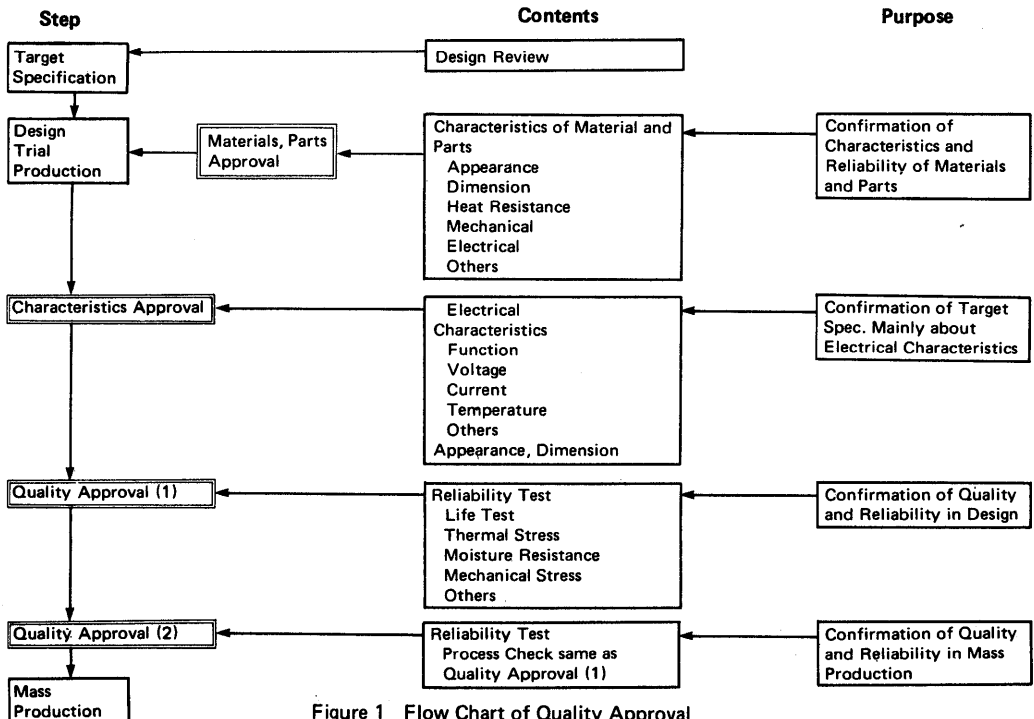 Step
Contents
Purpose
Target
Specification
Design Review
Design
Trial
Production
Materials, Parts
Approval
Characteristics of Material and
Parts
Appearance
Dimension
Heat Resistance
Mechanical
Electrical
Others
Confirmation of
Characteristics and
Reliability of Materials
and Parts
Characteristics Approval
Electrical
Characteristics
Function
Voltage
Current
Temperature
Others
Appearance, Dimension
Confirmation of Target
Spec. Mainly about
Electrical Characteristics
Quality Approval (1)
Reliability Test
Life Test
Thermal Stress
Moisture Resistance
Mechanical Stress
Others
Confirmation of Quality
and Reliability in Design
Quality Approval (2)
Reliability Test
Process Check same as
Quality Approval (1)
Confirmation of Quality
and Reliability in Mass
Production
Mass
Production
Figure 1 Flow Chart of Quality Approval